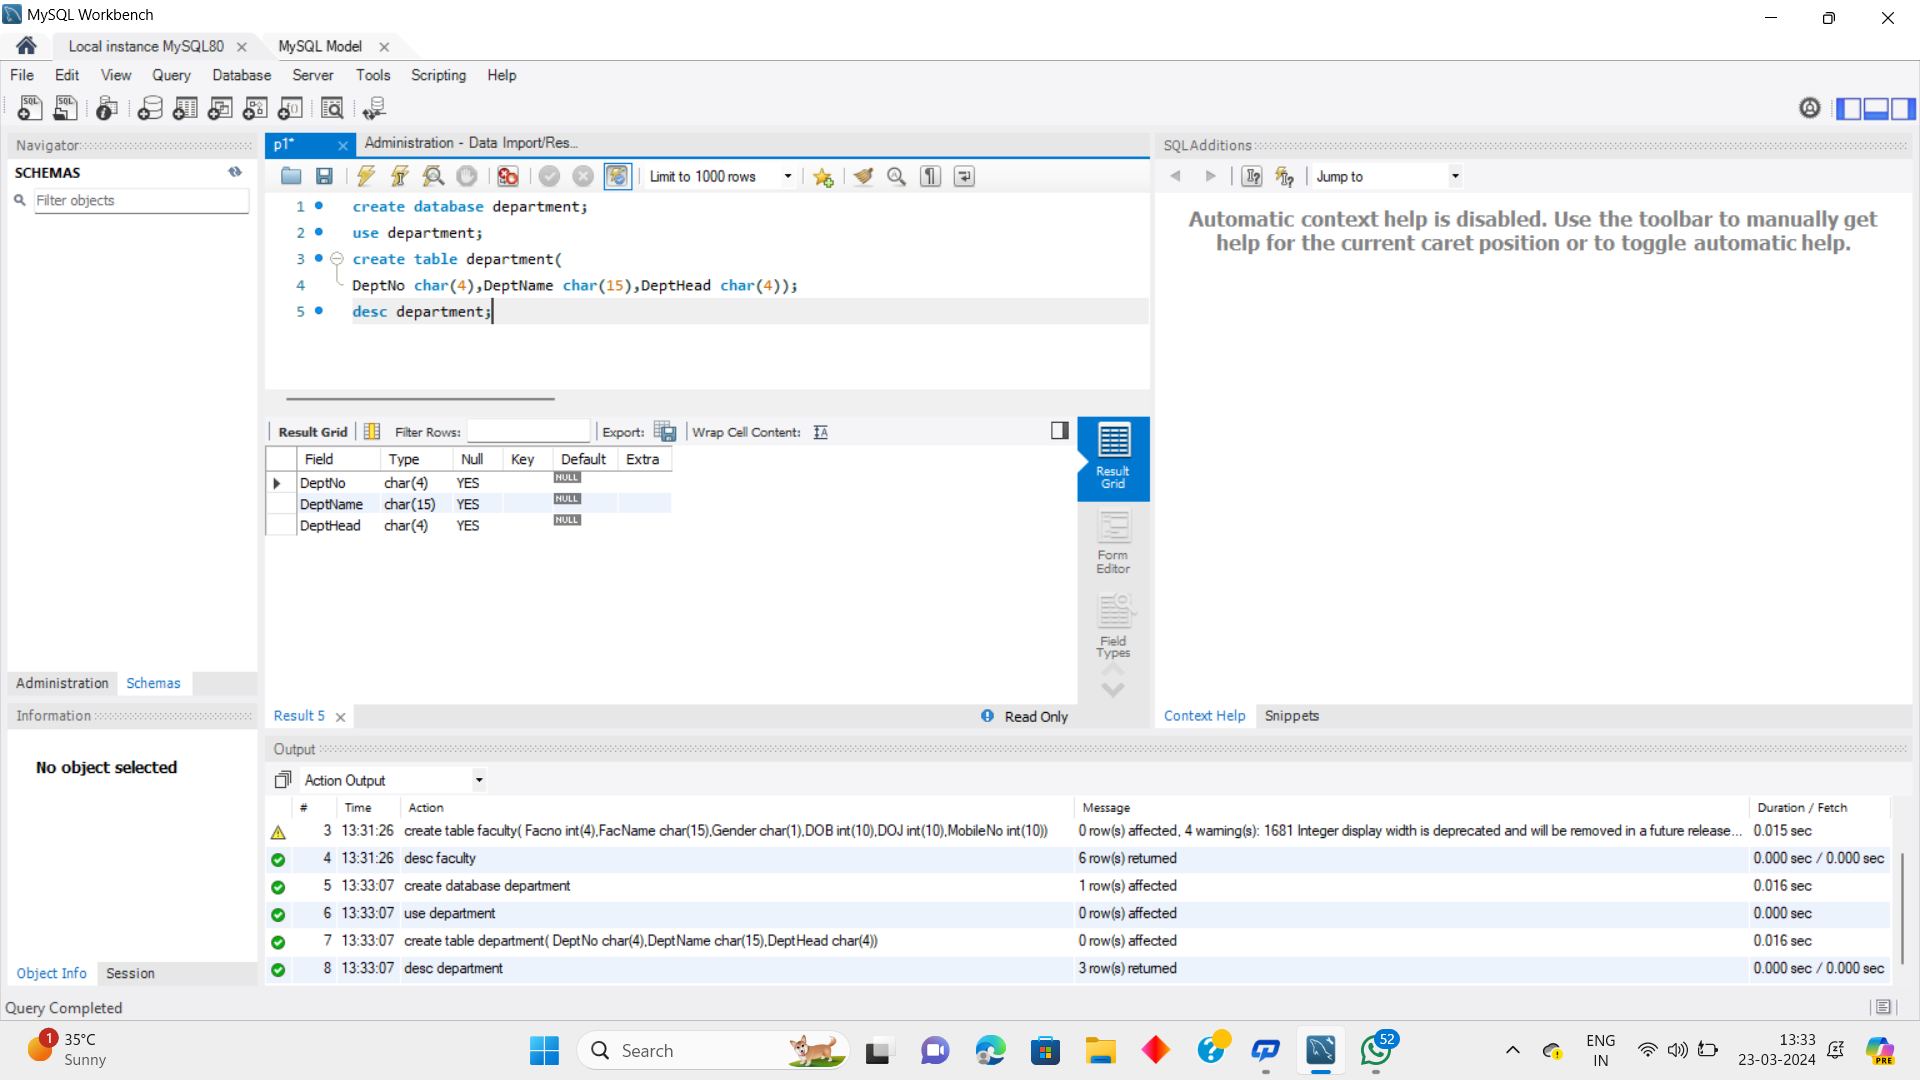 MySQL Workbench
Local instance MySQL80
MySQL Model
File Edit View Query Database Server Tools Scripting Help
Navigator
SCHEMAS
Filter objects
Administration Schemas
Information
No object selected
Object Info Session
p1*
Administration - Data Import/Res...
Limit to 1000 rows
1 create database department;
2 use department;
3 create table department(
4 DeptNo char(4),DeptName char(15),DeptHead char(4));
5 desc department;
Result Grid Filter Rows: Export: Wrap Cell Content:
Field Type Null Key Default Extra
DeptNo char(4) YES NULL
DeptName char(15) YES NULL
DeptHead char(4) YES NULL
Result Grid
Form Editor
Field Types
Result 5
Read Only
SQLAdditions
Jump to
Automatic context help is disabled. Use the toolbar to manually get
help for the current caret position or to toggle automatic help.
Context Help Snippets
Output
Action Output
# Time Action Message Duration / Fetch
3 13:31:26 create table faculty( Facno int(4),FacName char(15),Gender char(1),DOB int(10),DOJ int(10),MobileNo int(10)) 0 row(s) affected, 4 warning(s): 1681 Integer display width is deprecated and will be removed in a future release... 0.015 sec
4 13:31:26 desc faculty 6 row(s) returned 0.000 sec / 0.000 sec
5 13:33:07 create database department 1 row(s) affected 0.016 sec
6 13:33:07 use department 0 row(s) affected 0.000 sec
7 13:33:07 create table department( DeptNo char(4),DeptName char(15),DeptHead char(4)) 0 row(s) affected 0.016 sec
8 13:33:07 desc department 3 row(s) returned 0.000 sec / 0.000 sec
Query Completed
1
35°C
Sunny
Search
52
ENG
IN
13:33
23-03-2024
PRE